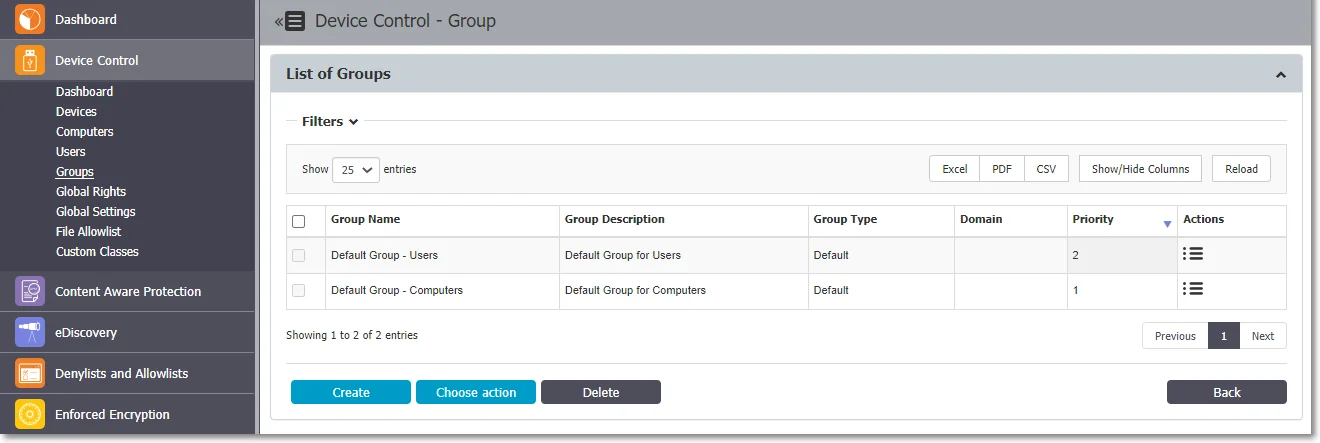 Dashboard
Device Control
Dashboard
Devices
Computers
Users
Groups
Global Rights
Global Settings
File Allowlist
Custom Classes
Content Aware Protection
eDiscovery
Denylists and Allowlists
Enforced Encryption
Device Control - Group
List of Groups
Filters
Show 25 entries
Excel PDF CSV Show/Hide Columns Reload
Group Name Group Description Group Type Domain Priority Actions
Default Group - Users Default Group for Users Default 2
Default Group - Computers Default Group for Computers Default 1
Showing 1 to 2 of 2 entries
Previous 1 Next
Create Choose action Delete Back